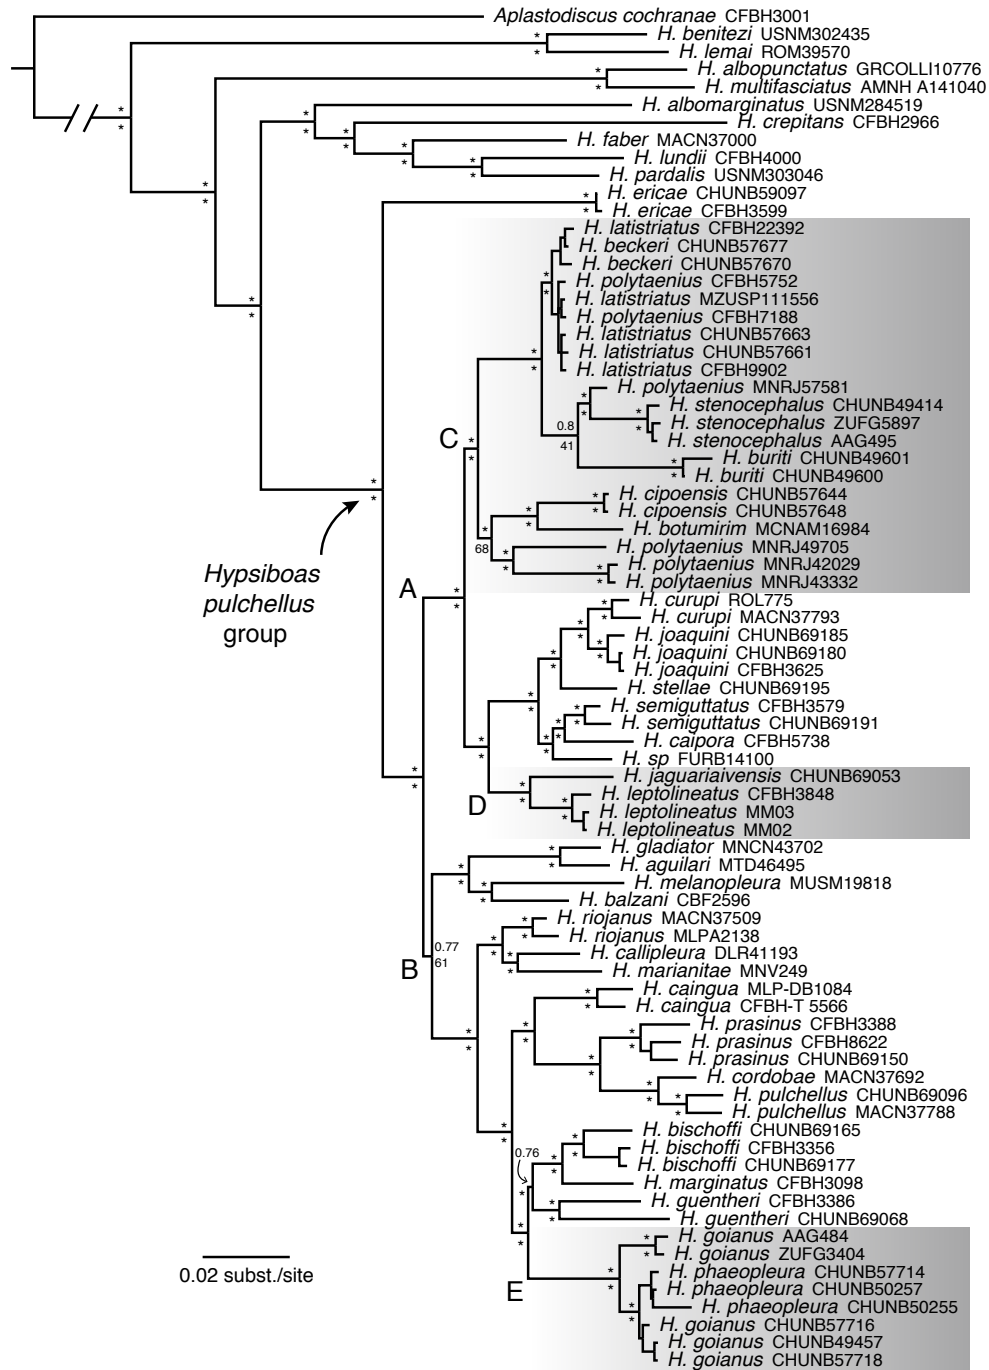 Aplastodiscus cochranae CFBH3001
H. benitezi USNM302435
H. lemai ROM39570
H. albopunctatus GRCOLLI10776
H. multifasciatus AMNH A141040
H. albomarginatus USNM284519
H. crepitans CFBH2966
H. faber MACN37000
H. lundii CFBH4000
H. pardalis USNM303046
H. ericae CHUNB59097
H. ericae CFBH3599
H. latistriatus CFBH22392
H. beckeri CHUNB57677
H. beckeri CHUNB57670
H. polytaenius CFBH5752
H. latistriatus MZUSP111556
H. polytaenius CFBH7188
H. latistriatus CHUNB57663
H. latistriatus CHUNB57661
H. latistriatus CFBH9902
H. polytaenius MNRJ57581
H. stenocephalus CHUNB49414
H. stenocephalus ZUFG5897
H. stenocephalus AAG495
H. buriti CHUNB49601
H. buriti CHUNB49600
H. cipoensis CHUNB57644
H. cipoensis CHUNB57648
H. botumirim MCNAM16984
H. polytaenius MNRJ49705
H. polytaenius MNRJ42029
H. polytaenius MNRJ43332
H. curupi ROL775
H. curupi MACN37793
H. joaquini CHUNB69185
H. joaquini CHUNB69180
H. joaquini CFBH3625
H. stellae CHUNB69195
H. semiguttatus CFBH3579
H. semiguttatus CHUNB69191
H. caipora CFBH5738
H. sp FURB14100
H. jaguariaivensis CHUNB69053
H. leptolineatus CFBH3848
H. leptolineatus MM03
H. leptolineatus MM02
H. gladiator MNCN43702
H. aguilari MTD46495
H. melanopleura MUSM19818
H. balzani CBF2596
H. riojanus MACN37509
H. riojanus MLPA2138
H. callipleura DLR41193
H. marianitae MNV249
H. caingua MLP-DB1084
H. caingua CFBH-T 5566
H. prasinus CFBH3388
H. prasinus CFBH8622
H. prasinus CHUNB69150
H. cordobae MACN37692
H. pulchellus CHUNB69096
H. pulchellus MACN37788
H. bischoffi CHUNB69165
H. bischoffi CFBH3356
H. bischoffi CHUNB69177
H. marginatus CFBH3098
H. guentheri CFBH3386
H. guentheri CHUNB69068
H. goianus AAG484
H. goianus ZUFG3404
H. phaeopleura CHUNB57714
H. phaeopleura CHUNB50257
H. phaeopleura CHUNB50255
H. goianus CHUNB57716
H. goianus CHUNB49457
H. goianus CHUNB57718
Hypsiboas
pulchellus
group
A
B
C
D
E
0.8
41
68
0.77
61
0.76
0.02 subst./site